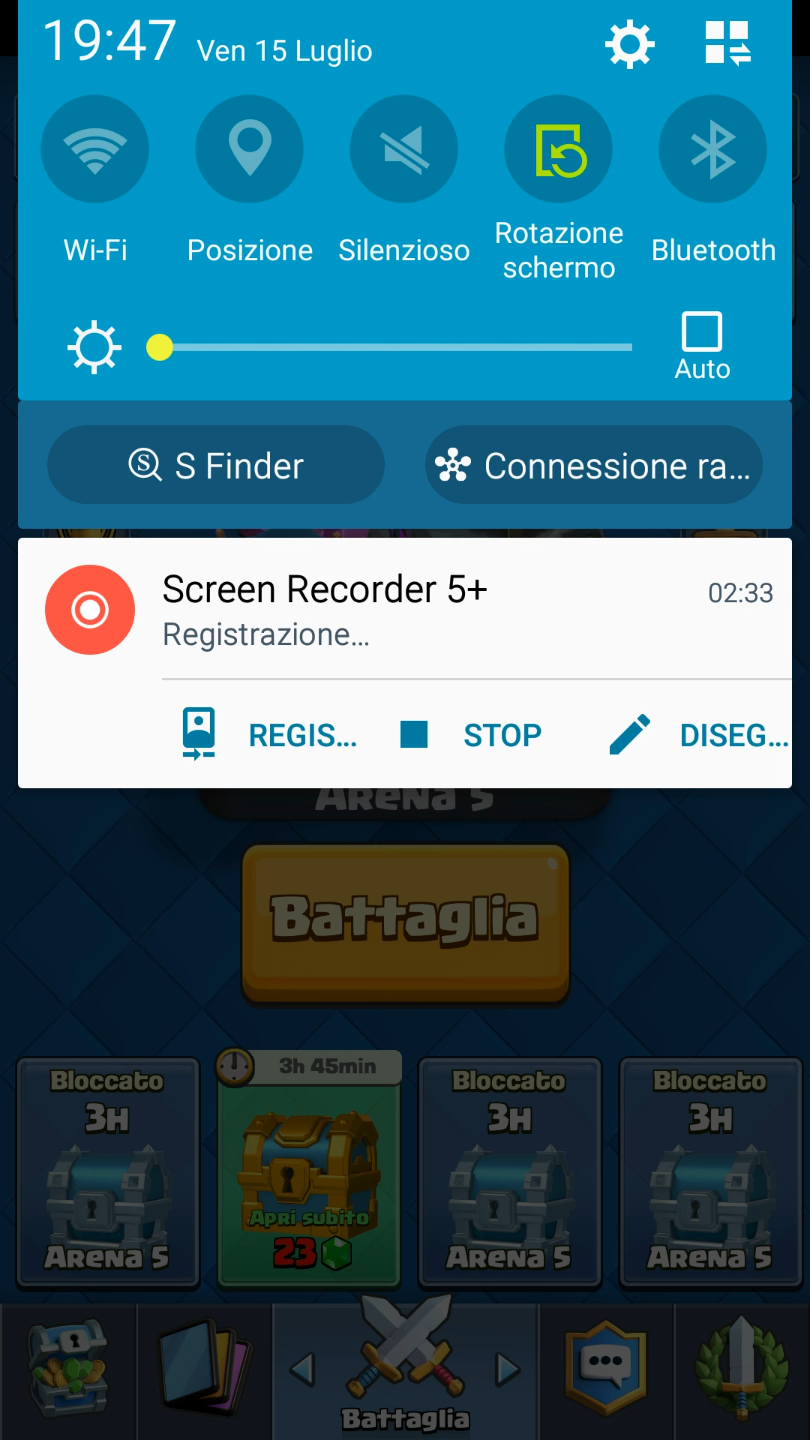 19:47 Ven 15 Luglio
Wi-Fi
Posizione
Silenzioso
Rotazione
schermo
Bluetooth
Auto
S Finder
Connessione ra...
Screen Recorder 5+
02:33
Registrazione...
REGIS...
STOP
DISEG...
Arena 5
Battaglia
Bloccato
3H
Arena 5
3h 45min
Apri subito
23
Bloccato
3H
Arena 5
Bloccato
3H
Arena 5
Battaglia